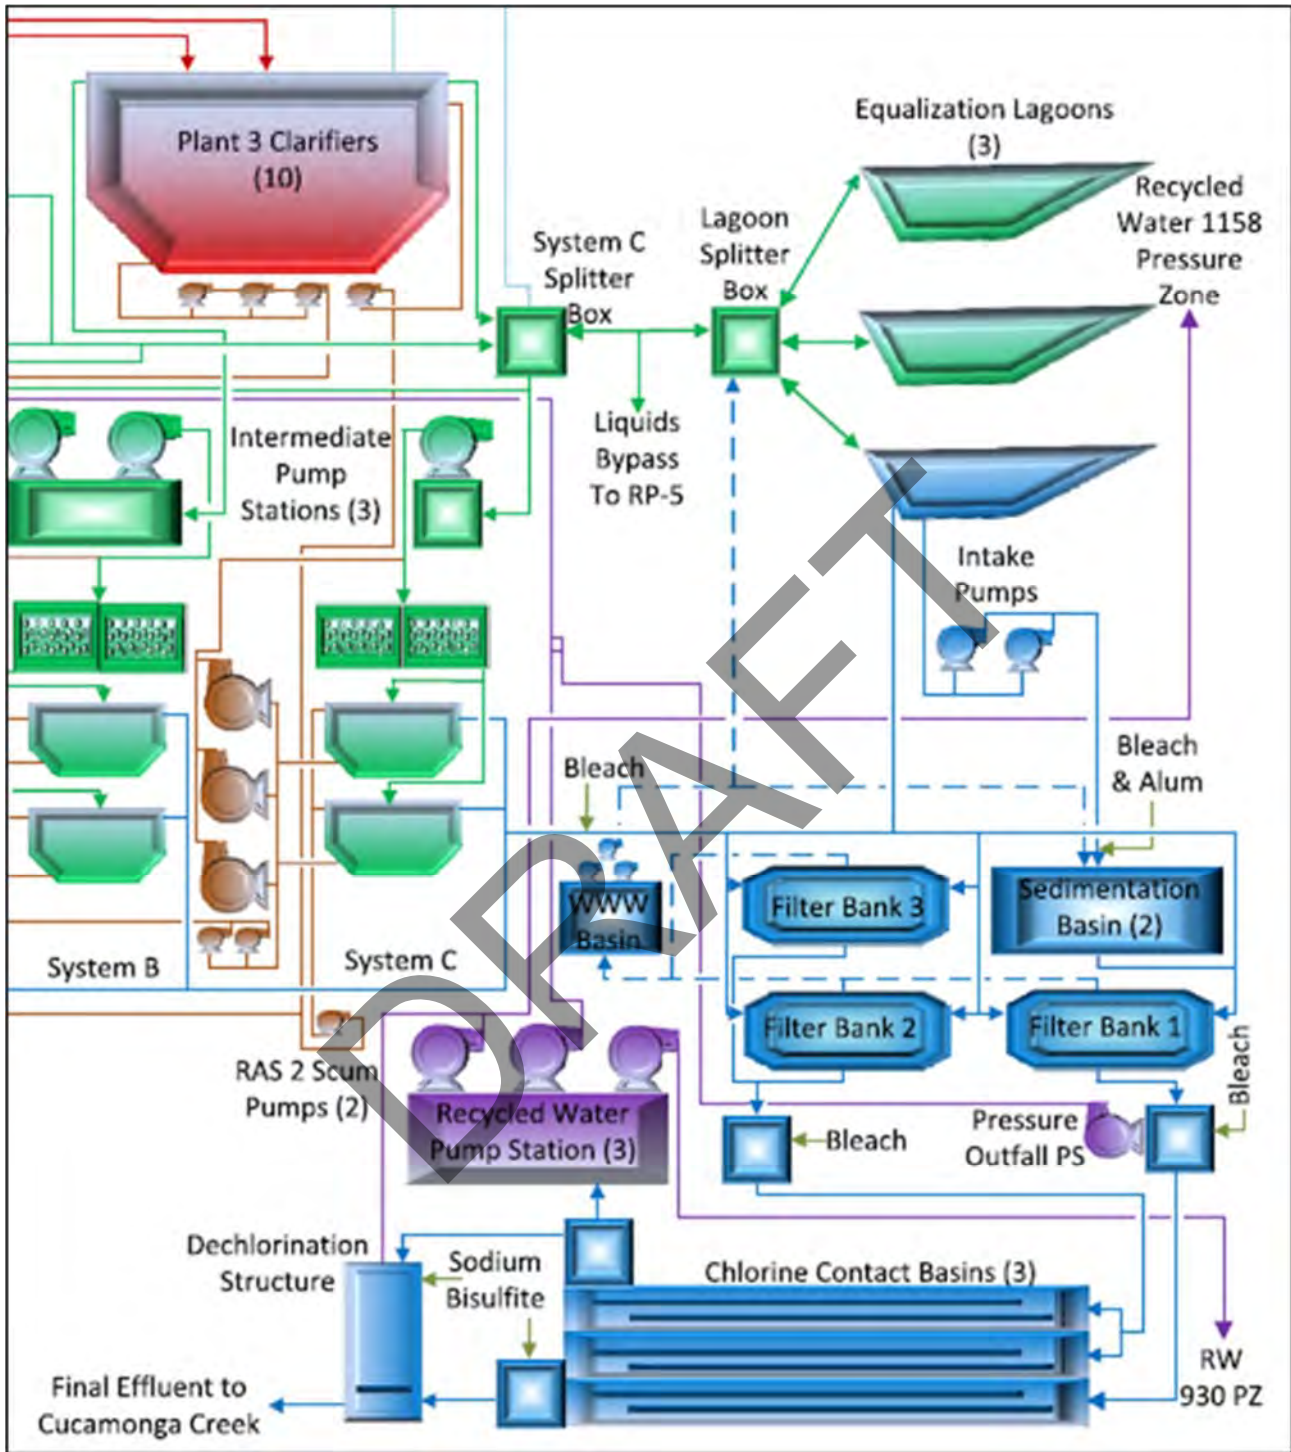 Plant 3 Clarifiers
(10)
Equalization Lagoons
(3)
Recycled
Water 1158
Pressure
Zone
System C
Splitter
Box
Lagoon
Splitter
Box
Liquids
Bypass
To RP-5
Intermediate
Pump
Stations (3)
Intake
Pumps
Bleach
Bleach
& Alum
WWW
Basin
Filter Bank 3
Sedimentation
Basin (2)
System B
System C
Filter Bank 2
Filter Bank 1
RAS 2 Scum
Pumps (2)
Recycled Water
Pump Station (3)
Bleach
Pressure
Outfall PS
Bleach
Dechlorination
Structure
Sodium
Bisulfite
Chlorine Contact Basins (3)
RW
930 PZ
Final Effluent to
Cucamonga Creek
DRAFT